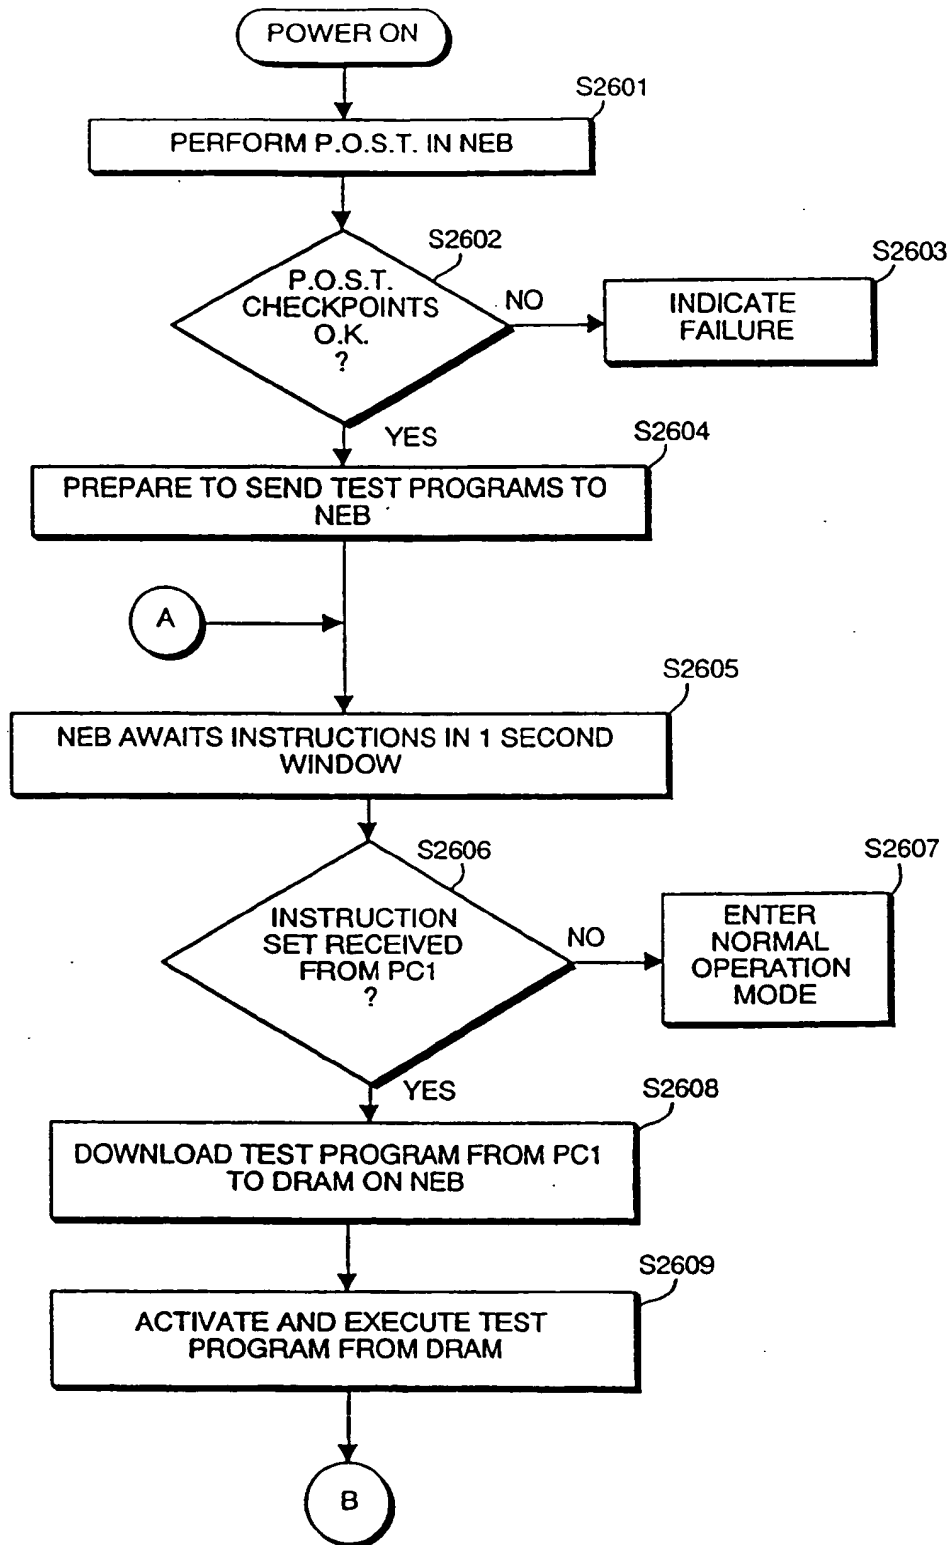 POWER ON
S2601
PERFORM P.O.S.T. IN NEB
S2602
P.O.S.T.
CHECKPOINTS
O.K.
?
NO
S2603
INDICATE
FAILURE
YES
S2604
PREPARE TO SEND TEST PROGRAMS TO
NEB
A
S2605
NEB AWAITS INSTRUCTIONS IN 1 SECOND
WINDOW
S2606
INSTRUCTION
SET RECEIVED
FROM PC1
?
NO
S2607
ENTER
NORMAL
OPERATION
MODE
YES
S2608
DOWNLOAD TEST PROGRAM FROM PC1
TO DRAM ON NEB
S2609
ACTIVATE AND EXECUTE TEST
PROGRAM FROM DRAM
B